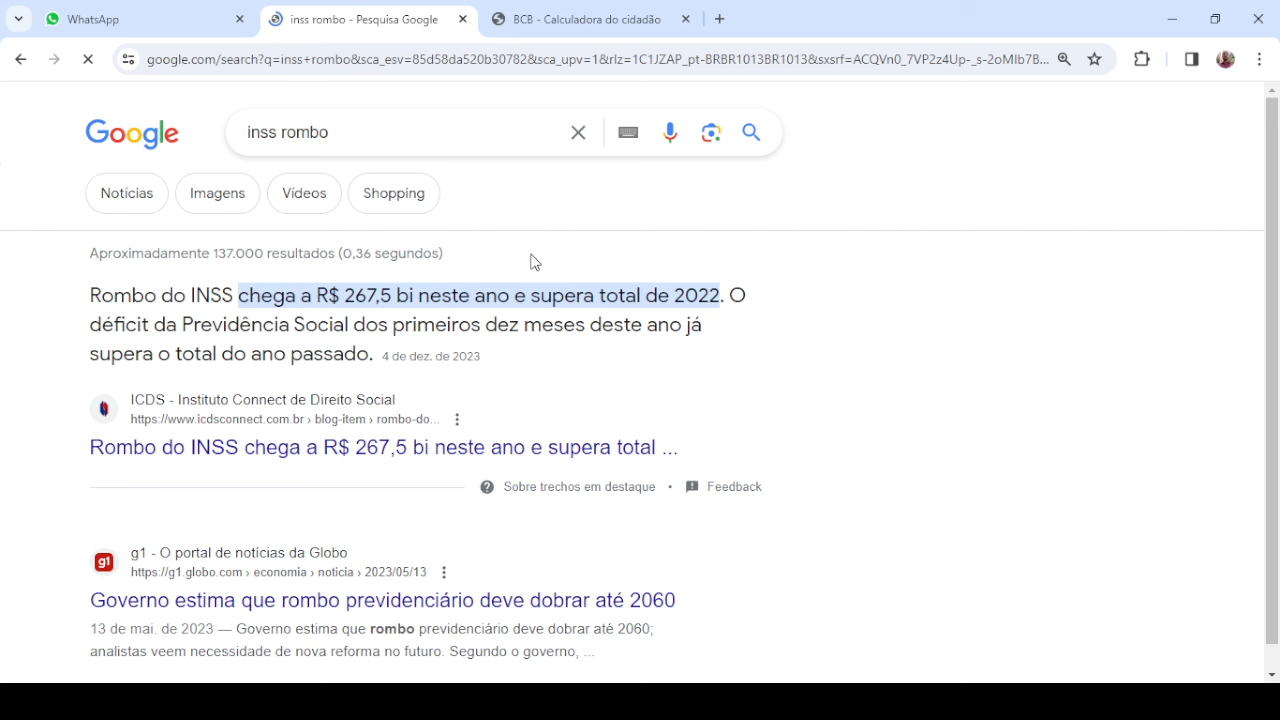 WhatsApp
inss rombo - Pesquisa Google
BCB - Calculadora do cidadão
google.com/search?q=inss+rombo&sca_esv=85d58da520b30782&sca_upv=1&rlz=1C1JZAP_pt-BRBR1013BR1013&sxsrf=ACQVn0_7VP2z4Up-_s-2oMIb7B...
Google
inss rombo
Notícias
Imagens
Vídeos
Shopping
Aproximadamente 137.000 resultados (0,36 segundos)
Rombo do INSS chega a R$ 267,5 bi neste ano e supera total de 2022. O
déficit da Previdência Social dos primeiros dez meses deste ano já
supera o total do ano passado. 4 de dez. de 2023
ICDS - Instituto Connect de Direito Social
https://www.icdsconnect.com.br › blog-item › rombo-do...
Rombo do INSS chega a R$ 267,5 bi neste ano e supera total ...
Sobre trechos em destaque • Feedback
g1
g1 - O portal de notícias da Globo
https://g1.globo.com › economia › noticia › 2023/05/13
Governo estima que rombo previdenciário deve dobrar até 2060
13 de mai. de 2023 — Governo estima que rombo previdenciário deve dobrar até 2060;
analistas veem necessidade de nova reforma no futuro. Segundo o governo, ...